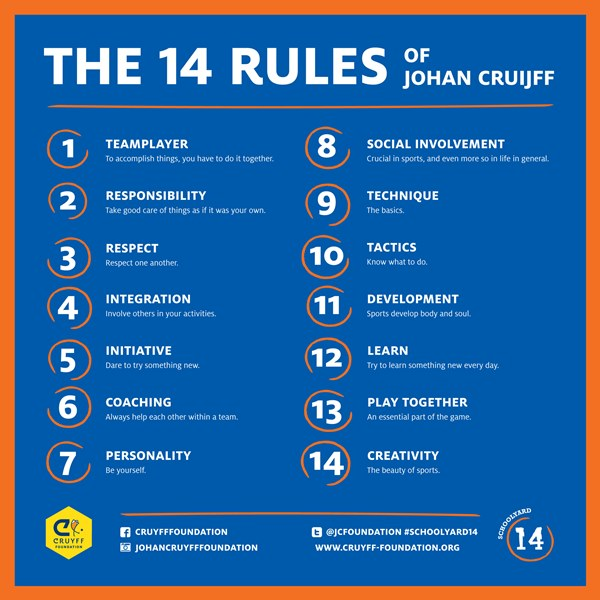 THE 14 RULES OF
JOHAN CRUIJFF
1 TEAMPLAYER
To accomplish things, you have to do it together.
2 RESPONSIBILITY
Take good care of things as if it was your own.
3 RESPECT
Respect one another.
4 INTEGRATION
Involve others in your activities.
5 INITIATIVE
Dare to try something new.
6 COACHING
Always help each other within a team.
7 PERSONALITY
Be yourself.
8 SOCIAL INVOLVEMENT
Crucial in sports, and even more so in life in general.
9 TECHNIQUE
The basics.
10 TACTICS
Know what to do.
11 DEVELOPMENT
Sports develop body and soul.
12 LEARN
Try to learn something new every day.
13 PLAY TOGETHER
An essential part of the game.
14 CREATIVITY
The beauty of sports.
CRUYFF
FOUNDATION
CRUYFFFOUNDATION
JOHANCRUYFFFOUNDATION
@JCFOUNDATION #SCHOOLYARD14
WWW.CRUYFF-FOUNDATION.ORG
SCHOOLYARD
14